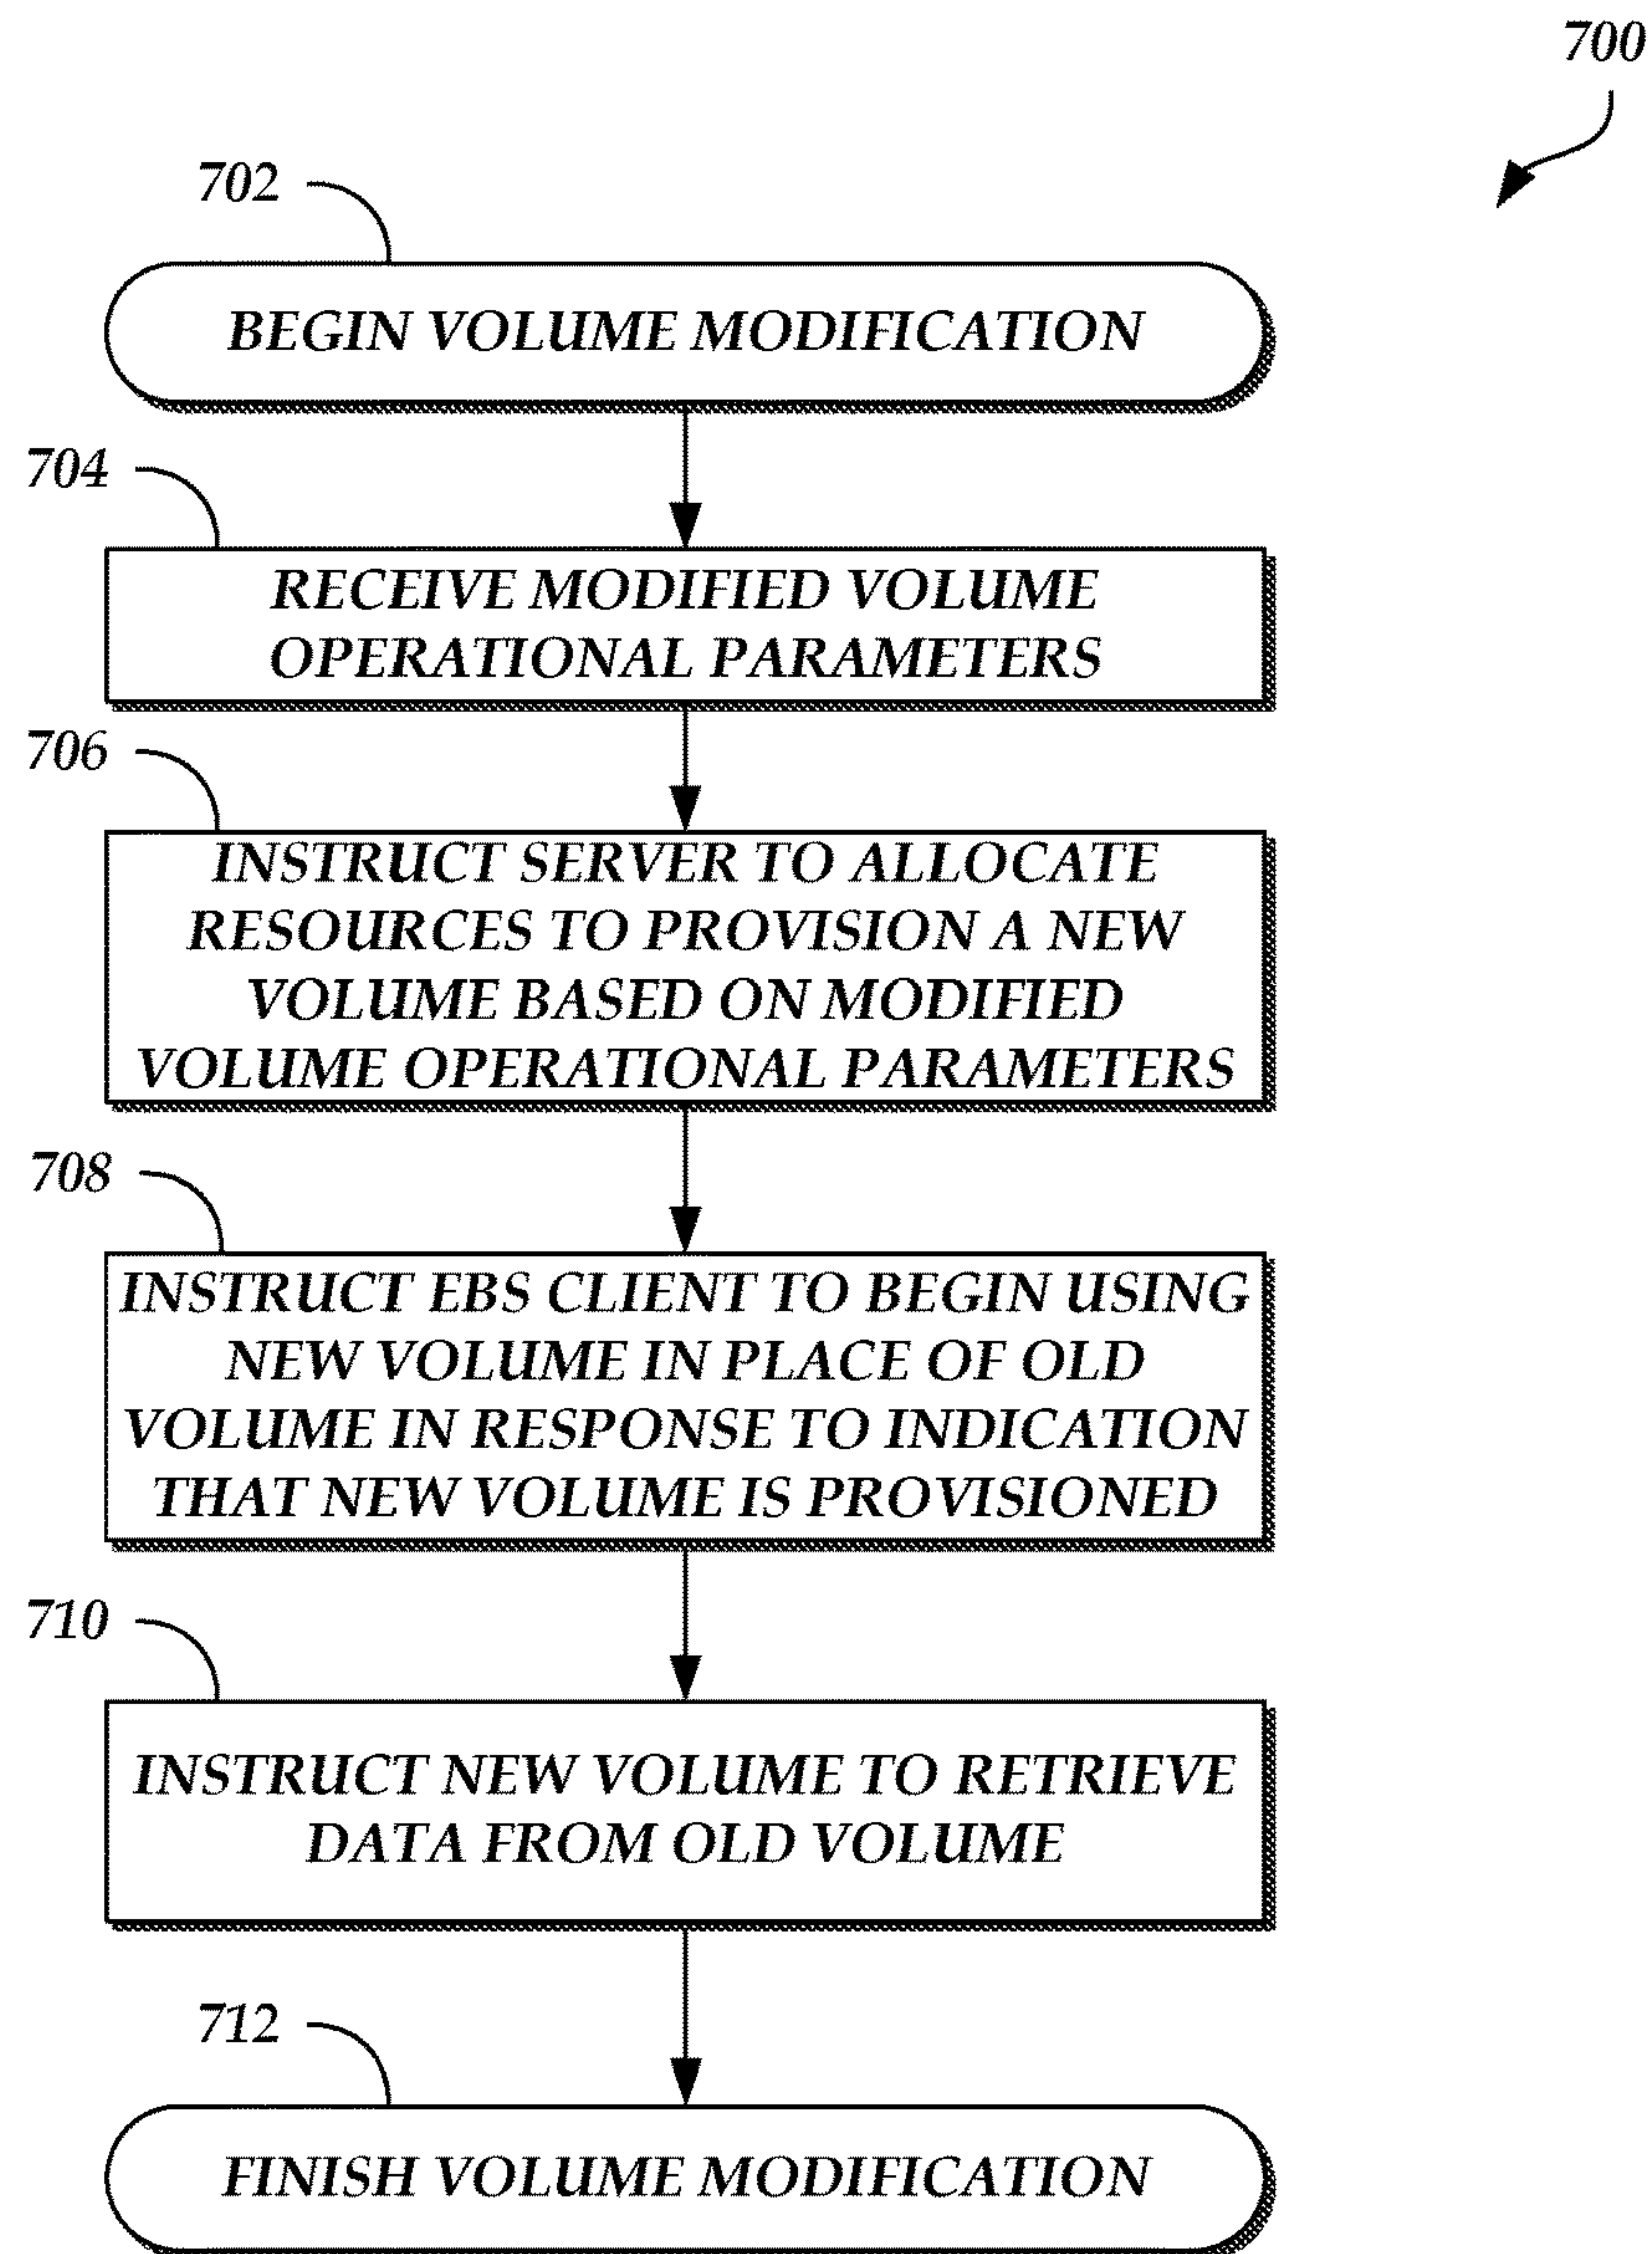 700
702
BEGIN VOLUME MODIFICATION
704
RECEIVE MODIFIED VOLUME
OPERATIONAL PARAMETERS
706
INSTRUCT SERVER TO ALLOCATE
RESOURCES TO PROVISION A NEW
VOLUME BASED ON MODIFIED
VOLUME OPERATIONAL PARAMETERS
708
INSTRUCT EBS CLIENT TO BEGIN USING
NEW VOLUME IN PLACE OF OLD
VOLUME IN RESPONSE TO INDICATION
THAT NEW VOLUME IS PROVISIONED
710
INSTRUCT NEW VOLUME TO RETRIEVE
DATA FROM OLD VOLUME
712
FINISH VOLUME MODIFICATION